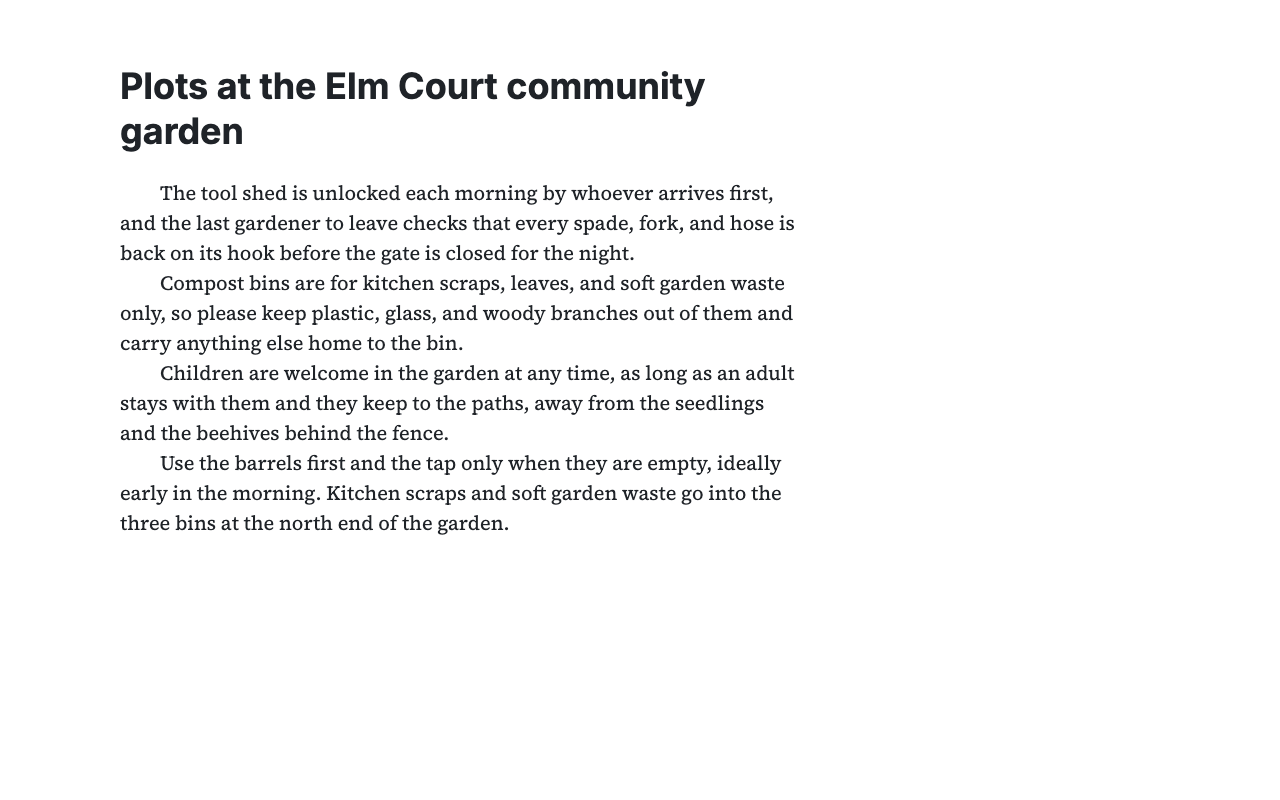 Plots at the Elm Court community
garden
The tool shed is unlocked each morning by whoever arrives first,
and the last gardener to leave checks that every spade, fork, and hose is
back on its hook before the gate is closed for the night.
Compost bins are for kitchen scraps, leaves, and soft garden waste
only, so please keep plastic, glass, and woody branches out of them and
carry anything else home to the bin.
Children are welcome in the garden at any time, as long as an adult
stays with them and they keep to the paths, away from the seedlings
and the beehives behind the fence.
Use the barrels first and the tap only when they are empty, ideally
early in the morning. Kitchen scraps and soft garden waste go into the
three bins at the north end of the garden.